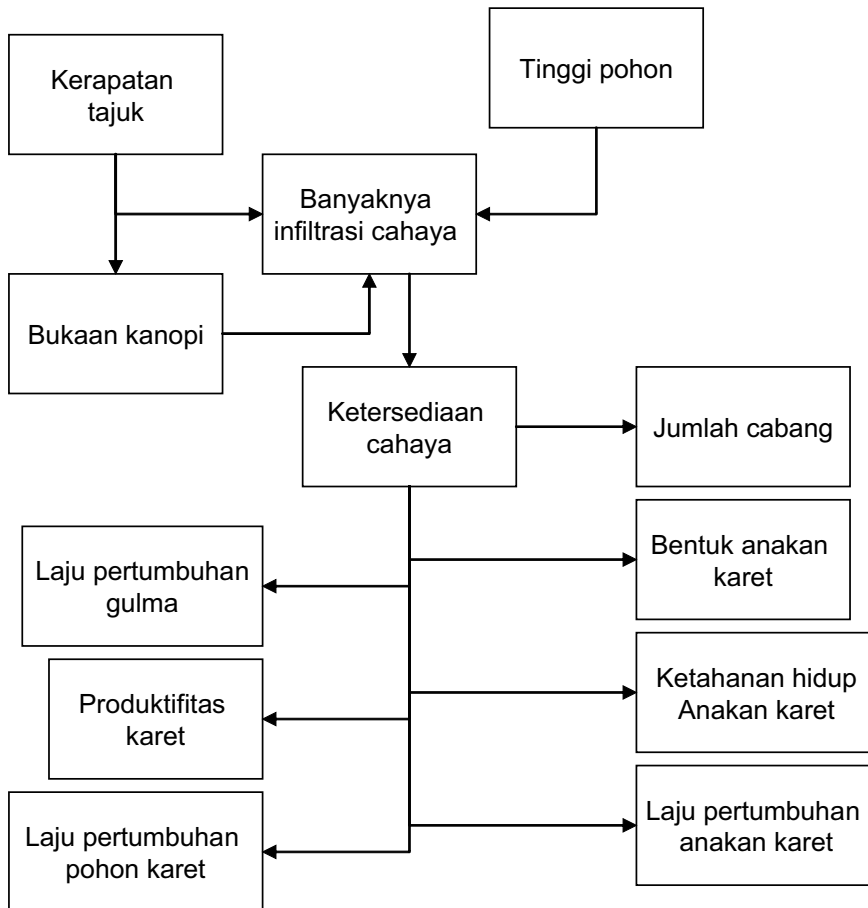 Kerapatan
tajuk
Tinggi pohon
Banyaknya
infiltrasi cahaya
Bukaan kanopi
Ketersediaan
cahaya
Jumlah cabang
Laju pertumbuhan
gulma
Bentuk anakan
karet
Produktifitas
karet
Ketahanan hidup
Anakan karet
Laju pertumbuhan
pohon karet
Laju pertumbuhan
anakan karet